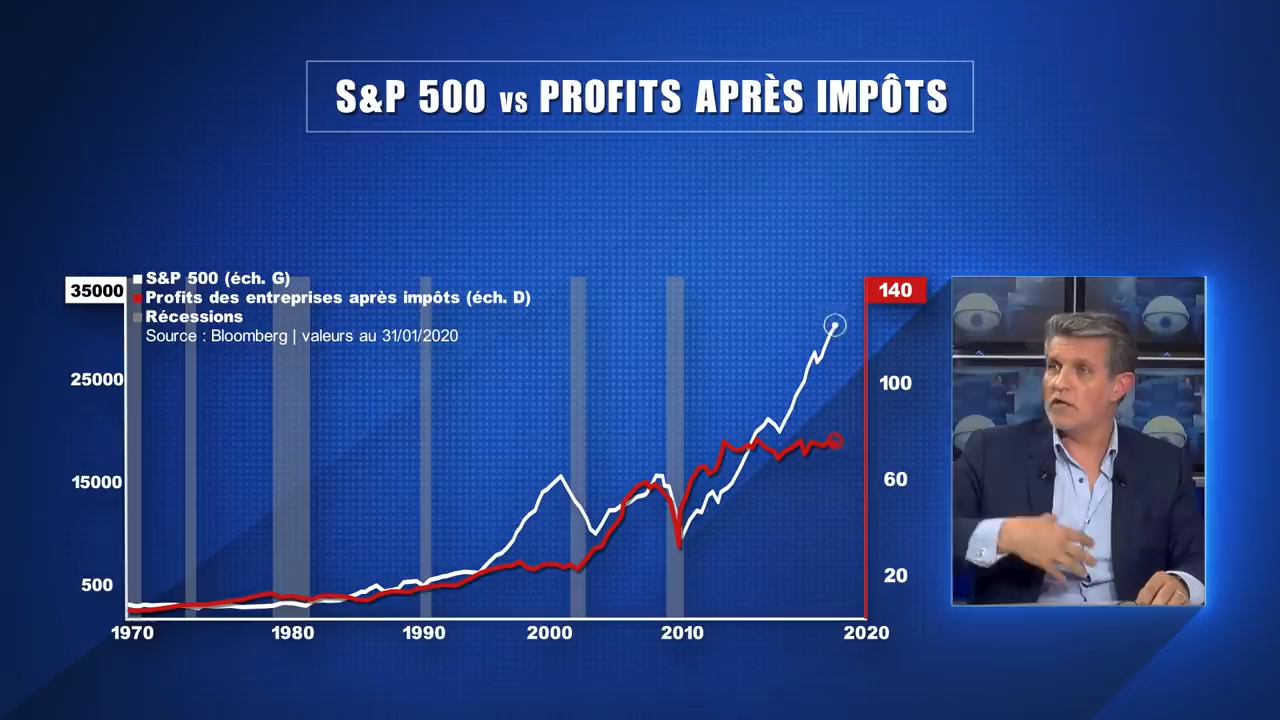 S&P 500 vs PROFITS APRÈS IMPÔTS
S&P 500 (éch. G)
Profits des entreprises après impôts (éch. D)
Récessions
Source : Bloomberg | valeurs au 31/01/2020
35000
25000
15000
500
140
100
60
20
1970 1980 1990 2000 2010 2020